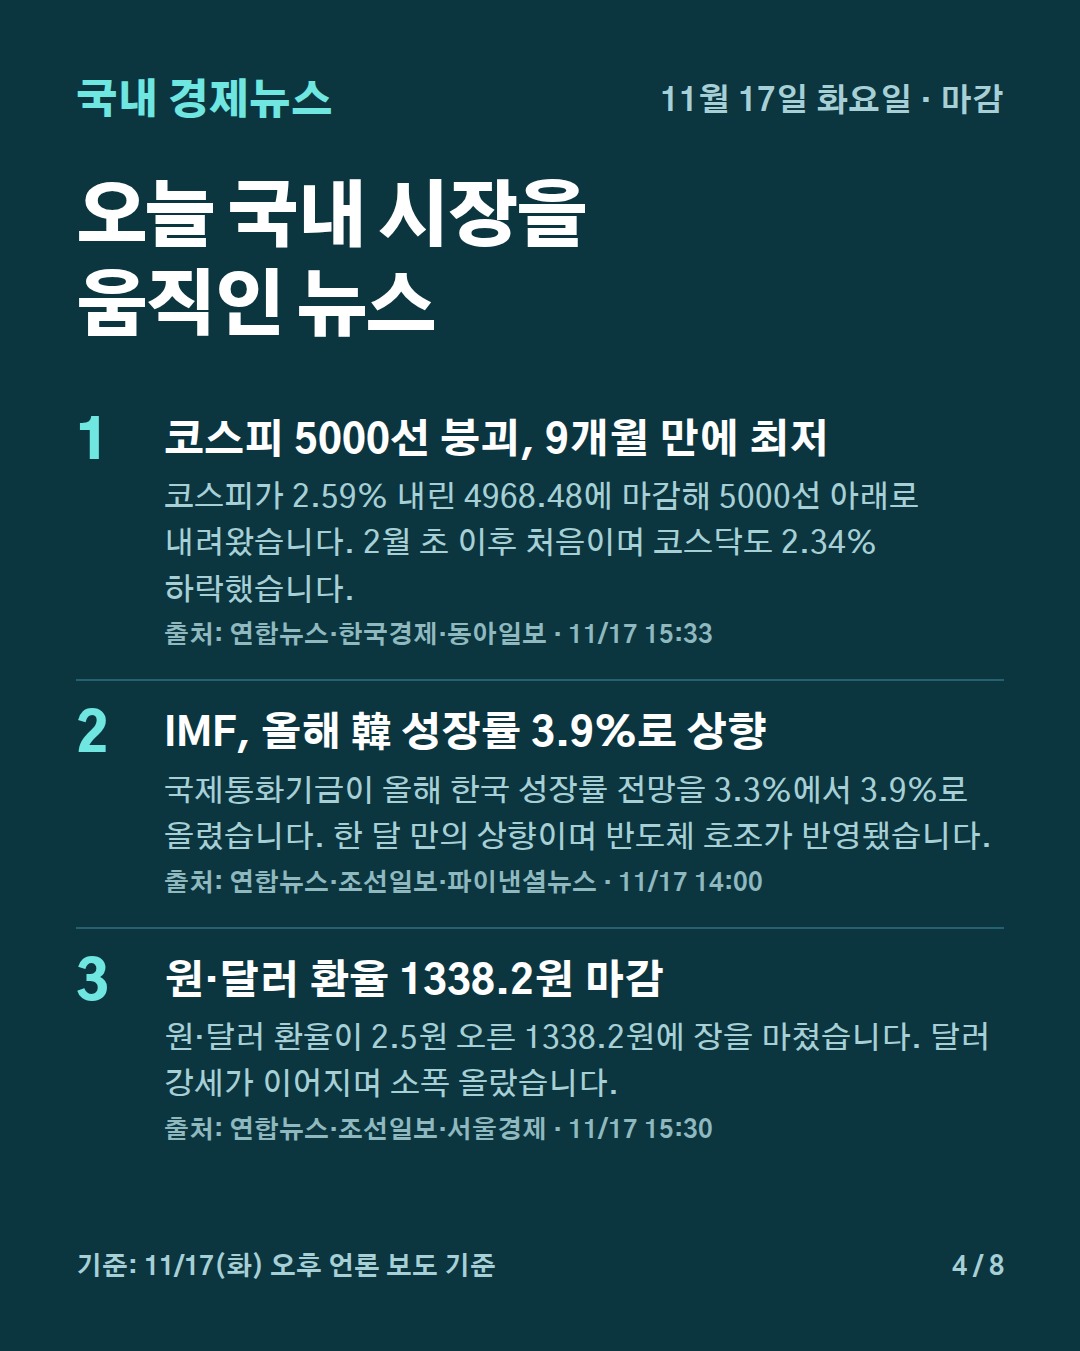 국내 경제뉴스
11월 17일 화요일 · 마감
오늘 국내 시장을
움직인 뉴스
1
코스피 5000선 붕괴, 9개월 만에 최저
코스피가 2.59% 내린 4968.48에 마감해 5000선 아래로
내려왔습니다. 2월 초 이후 처음이며 코스닥도 2.34%
하락했습니다.
출처: 연합뉴스·한국경제·동아일보 · 11/17 15:33
2
IMF, 올해 韓 성장률 3.9%로 상향
국제통화기금이 올해 한국 성장률 전망을 3.3%에서 3.9%로
올렸습니다. 한 달 만의 상향이며 반도체 호조가 반영됐습니다.
출처: 연합뉴스·조선일보·파이낸셜뉴스 · 11/17 14:00
3
원·달러 환율 1338.2원 마감
원·달러 환율이 2.5원 오른 1338.2원에 장을 마쳤습니다. 달러
강세가 이어지며 소폭 올랐습니다.
출처: 연합뉴스·조선일보·서울경제 · 11/17 15:30
기준: 11/17(화) 오후 언론 보도 기준
4 / 8